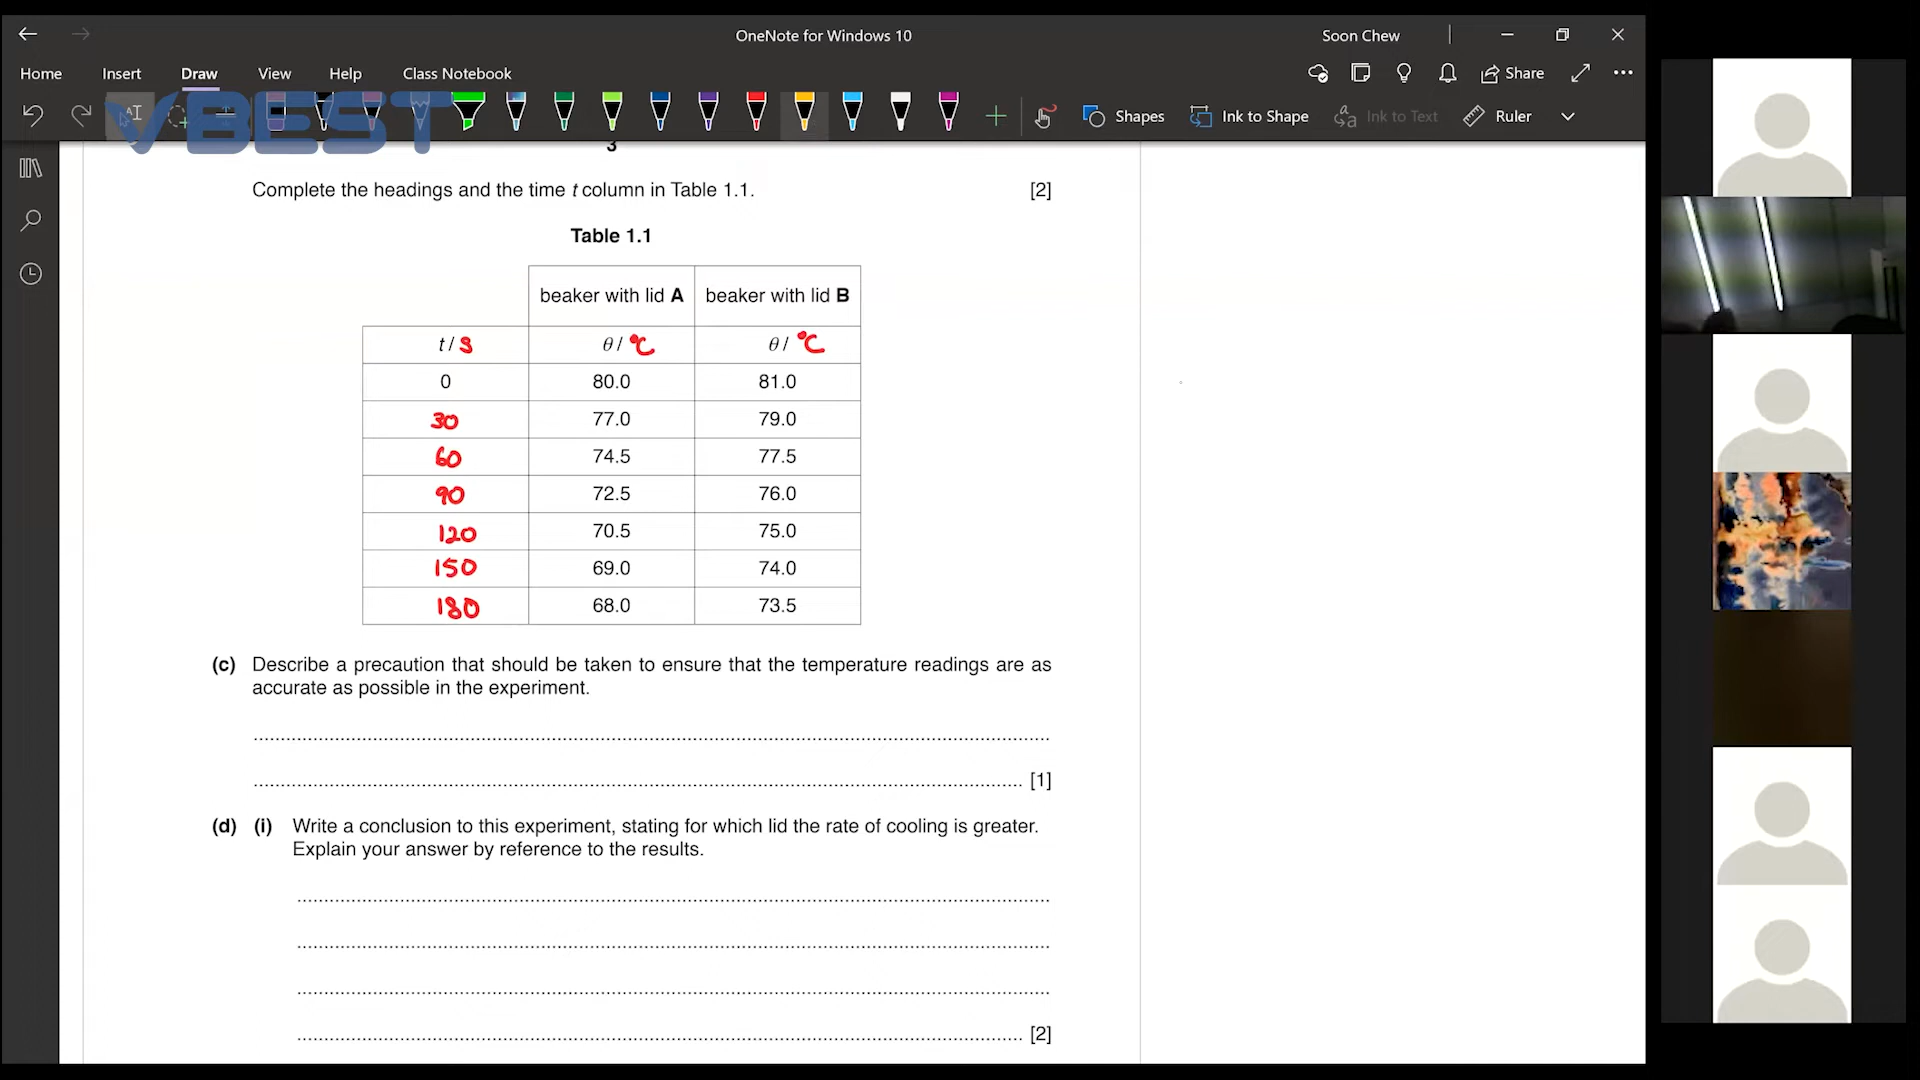 OneNote for Windows 10
Soon Chew
Home Insert Draw View Help Class Notebook
Share
VBEST
Shapes Ink to Shape Ink to Text Ruler
3
Complete the headings and the time t column in Table 1.1. [2]
Table 1.1
beaker with lid A beaker with lid B
t / s θ / °C θ / °C
0 80.0 81.0
30 77.0 79.0
60 74.5 77.5
90 72.5 76.0
120 70.5 75.0
150 69.0 74.0
180 68.0 73.5
(c) Describe a precaution that should be taken to ensure that the temperature readings are as
accurate as possible in the experiment.
[1]
(d) (i) Write a conclusion to this experiment, stating for which lid the rate of cooling is greater.
Explain your answer by reference to the results.
[2]